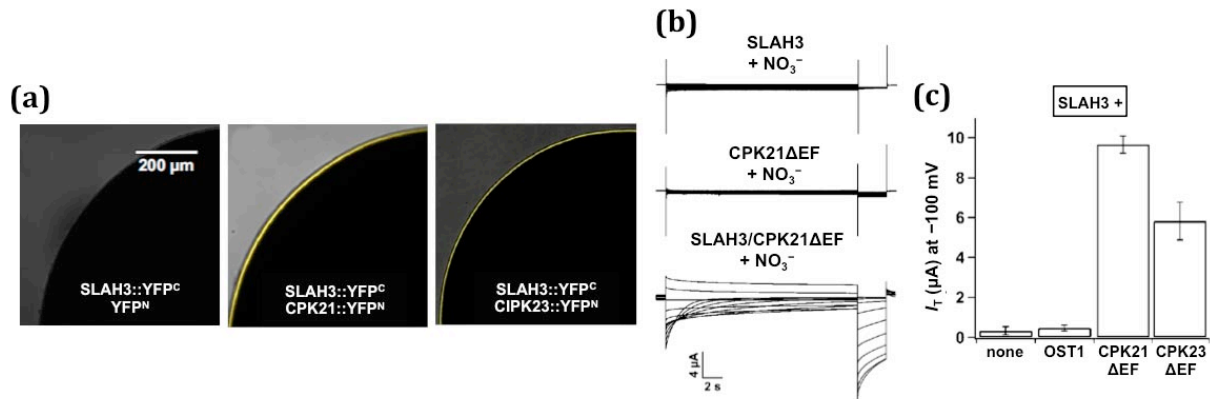 (a)
200 µm
SLAH3::YFPᶜ
YFPᴺ
SLAH3::YFPᶜ
CPK21::YFPᴺ
SLAH3::YFPᶜ
CIPK23::YFPᴺ
(b)
SLAH3
+ NO₃⁻
CPK21ΔEF
+ NO₃⁻
SLAH3/CPK21ΔEF
+ NO₃⁻
4 µA
2 s
(c)
SLAH3 +
I_T (µA) at −100 mV
10
8
6
4
2
0
none
OST1
CPK21
ΔEF
CPK23
ΔEF